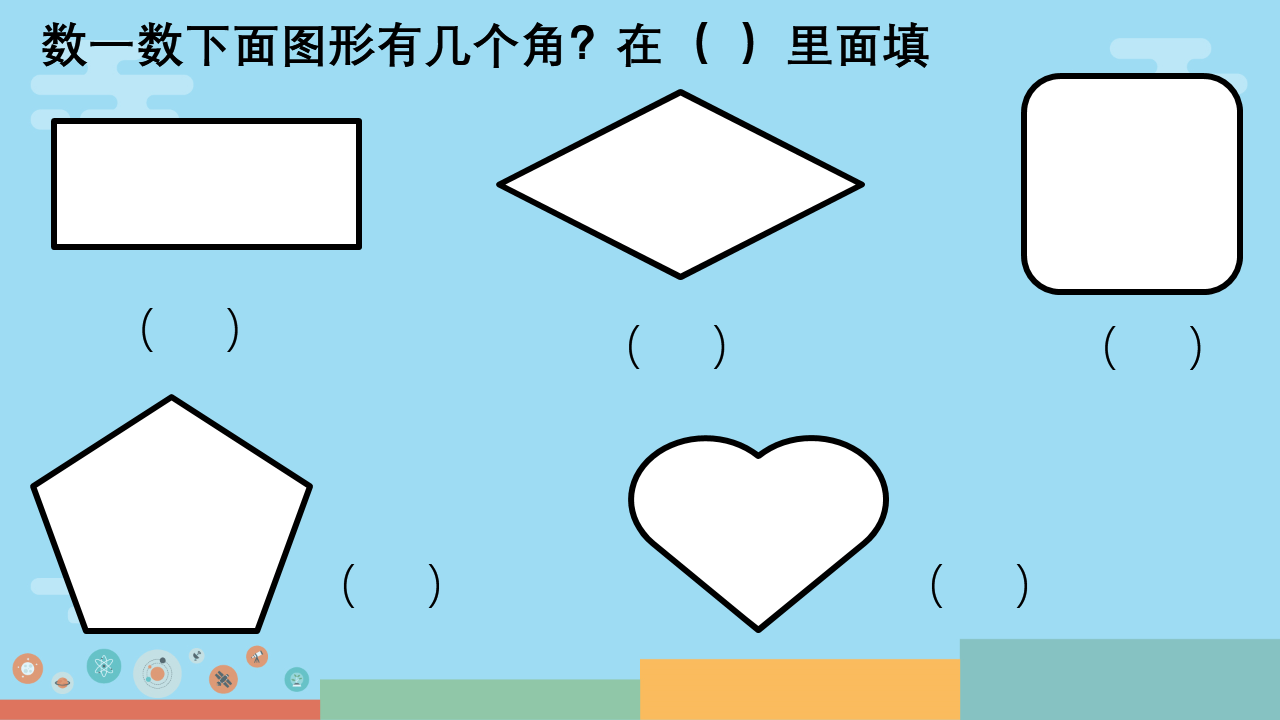 数一数下面图形有几个角？在（ ）里面填
（ ） （ ） （ ）
（ ） （ ）